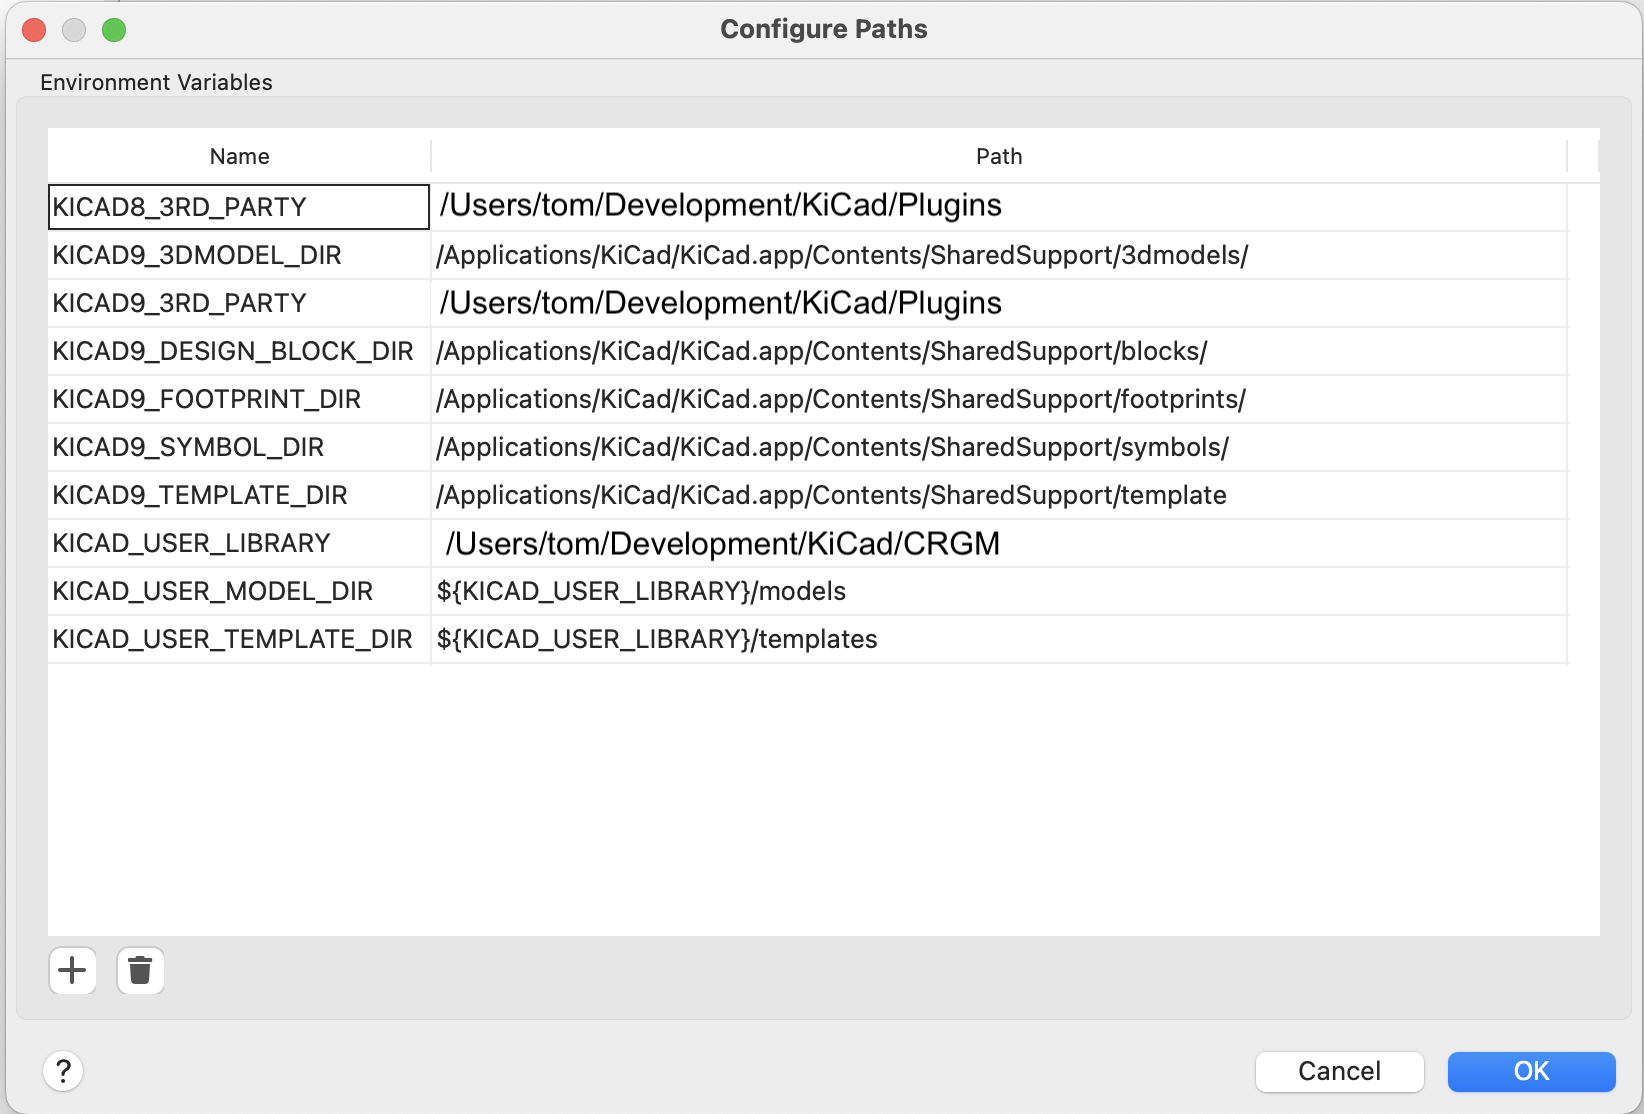 Configure Paths
Environment Variables
Name Path
KICAD8_3RD_PARTY /Users/tom/Development/KiCad/Plugins
KICAD9_3DMODEL_DIR /Applications/KiCad/KiCad.app/Contents/SharedSupport/3dmodels/
KICAD9_3RD_PARTY /Users/tom/Development/KiCad/Plugins
KICAD9_DESIGN_BLOCK_DIR /Applications/KiCad/KiCad.app/Contents/SharedSupport/blocks/
KICAD9_FOOTPRINT_DIR /Applications/KiCad/KiCad.app/Contents/SharedSupport/footprints/
KICAD9_SYMBOL_DIR /Applications/KiCad/KiCad.app/Contents/SharedSupport/symbols/
KICAD9_TEMPLATE_DIR /Applications/KiCad/KiCad.app/Contents/SharedSupport/template
KICAD_USER_LIBRARY /Users/tom/Development/KiCad/CRGM
KICAD_USER_MODEL_DIR ${KICAD_USER_LIBRARY}/models
KICAD_USER_TEMPLATE_DIR ${KICAD_USER_LIBRARY}/templates
? Cancel OK